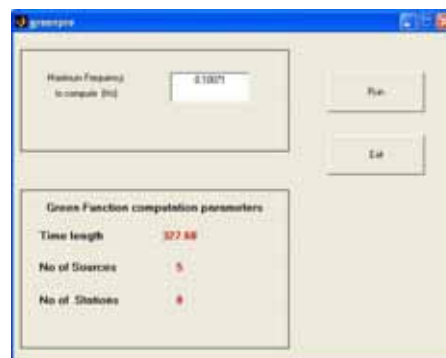 greenpre
Maximum Frequency
to compute (Hz)
0.10071
Run
Exit
Green Function computation parameters
Time length
327.68
No of Sources
5
No of Stations
8